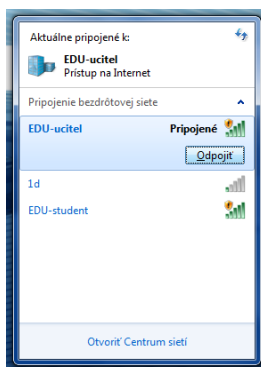 Aktuálne pripojené k:
EDU-ucitel
Prístup na Internet
Pripojenie bezdrôtovej siete
EDU-ucitel Pripojené
Odpojiť
1d
EDU-student
Otvoriť Centrum sietí